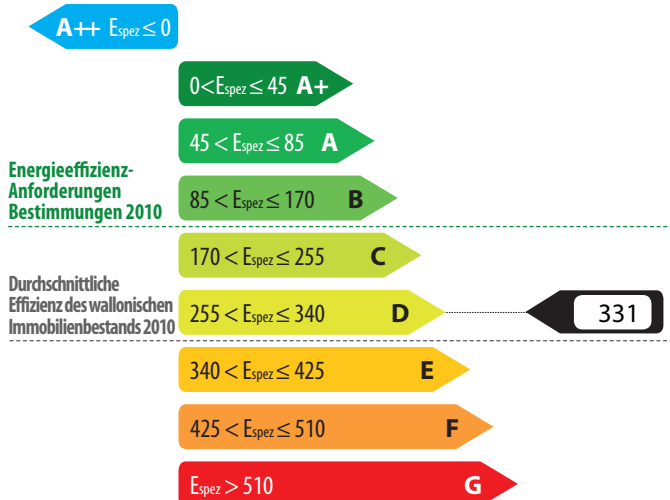 A++ Espez ≤ 0
0 < Espez ≤ 45 A+
45 < Espez ≤ 85 A
Energieeffizienz-
Anforderungen
Bestimmungen 2010
85 < Espez ≤ 170 B
170 < Espez ≤ 255 C
Durchschnittliche
Effizienz des wallonischen
Immobilienbestands 2010
255 < Espez ≤ 340 D
331
340 < Espez ≤ 425 E
425 < Espez ≤ 510 F
Espez > 510 G